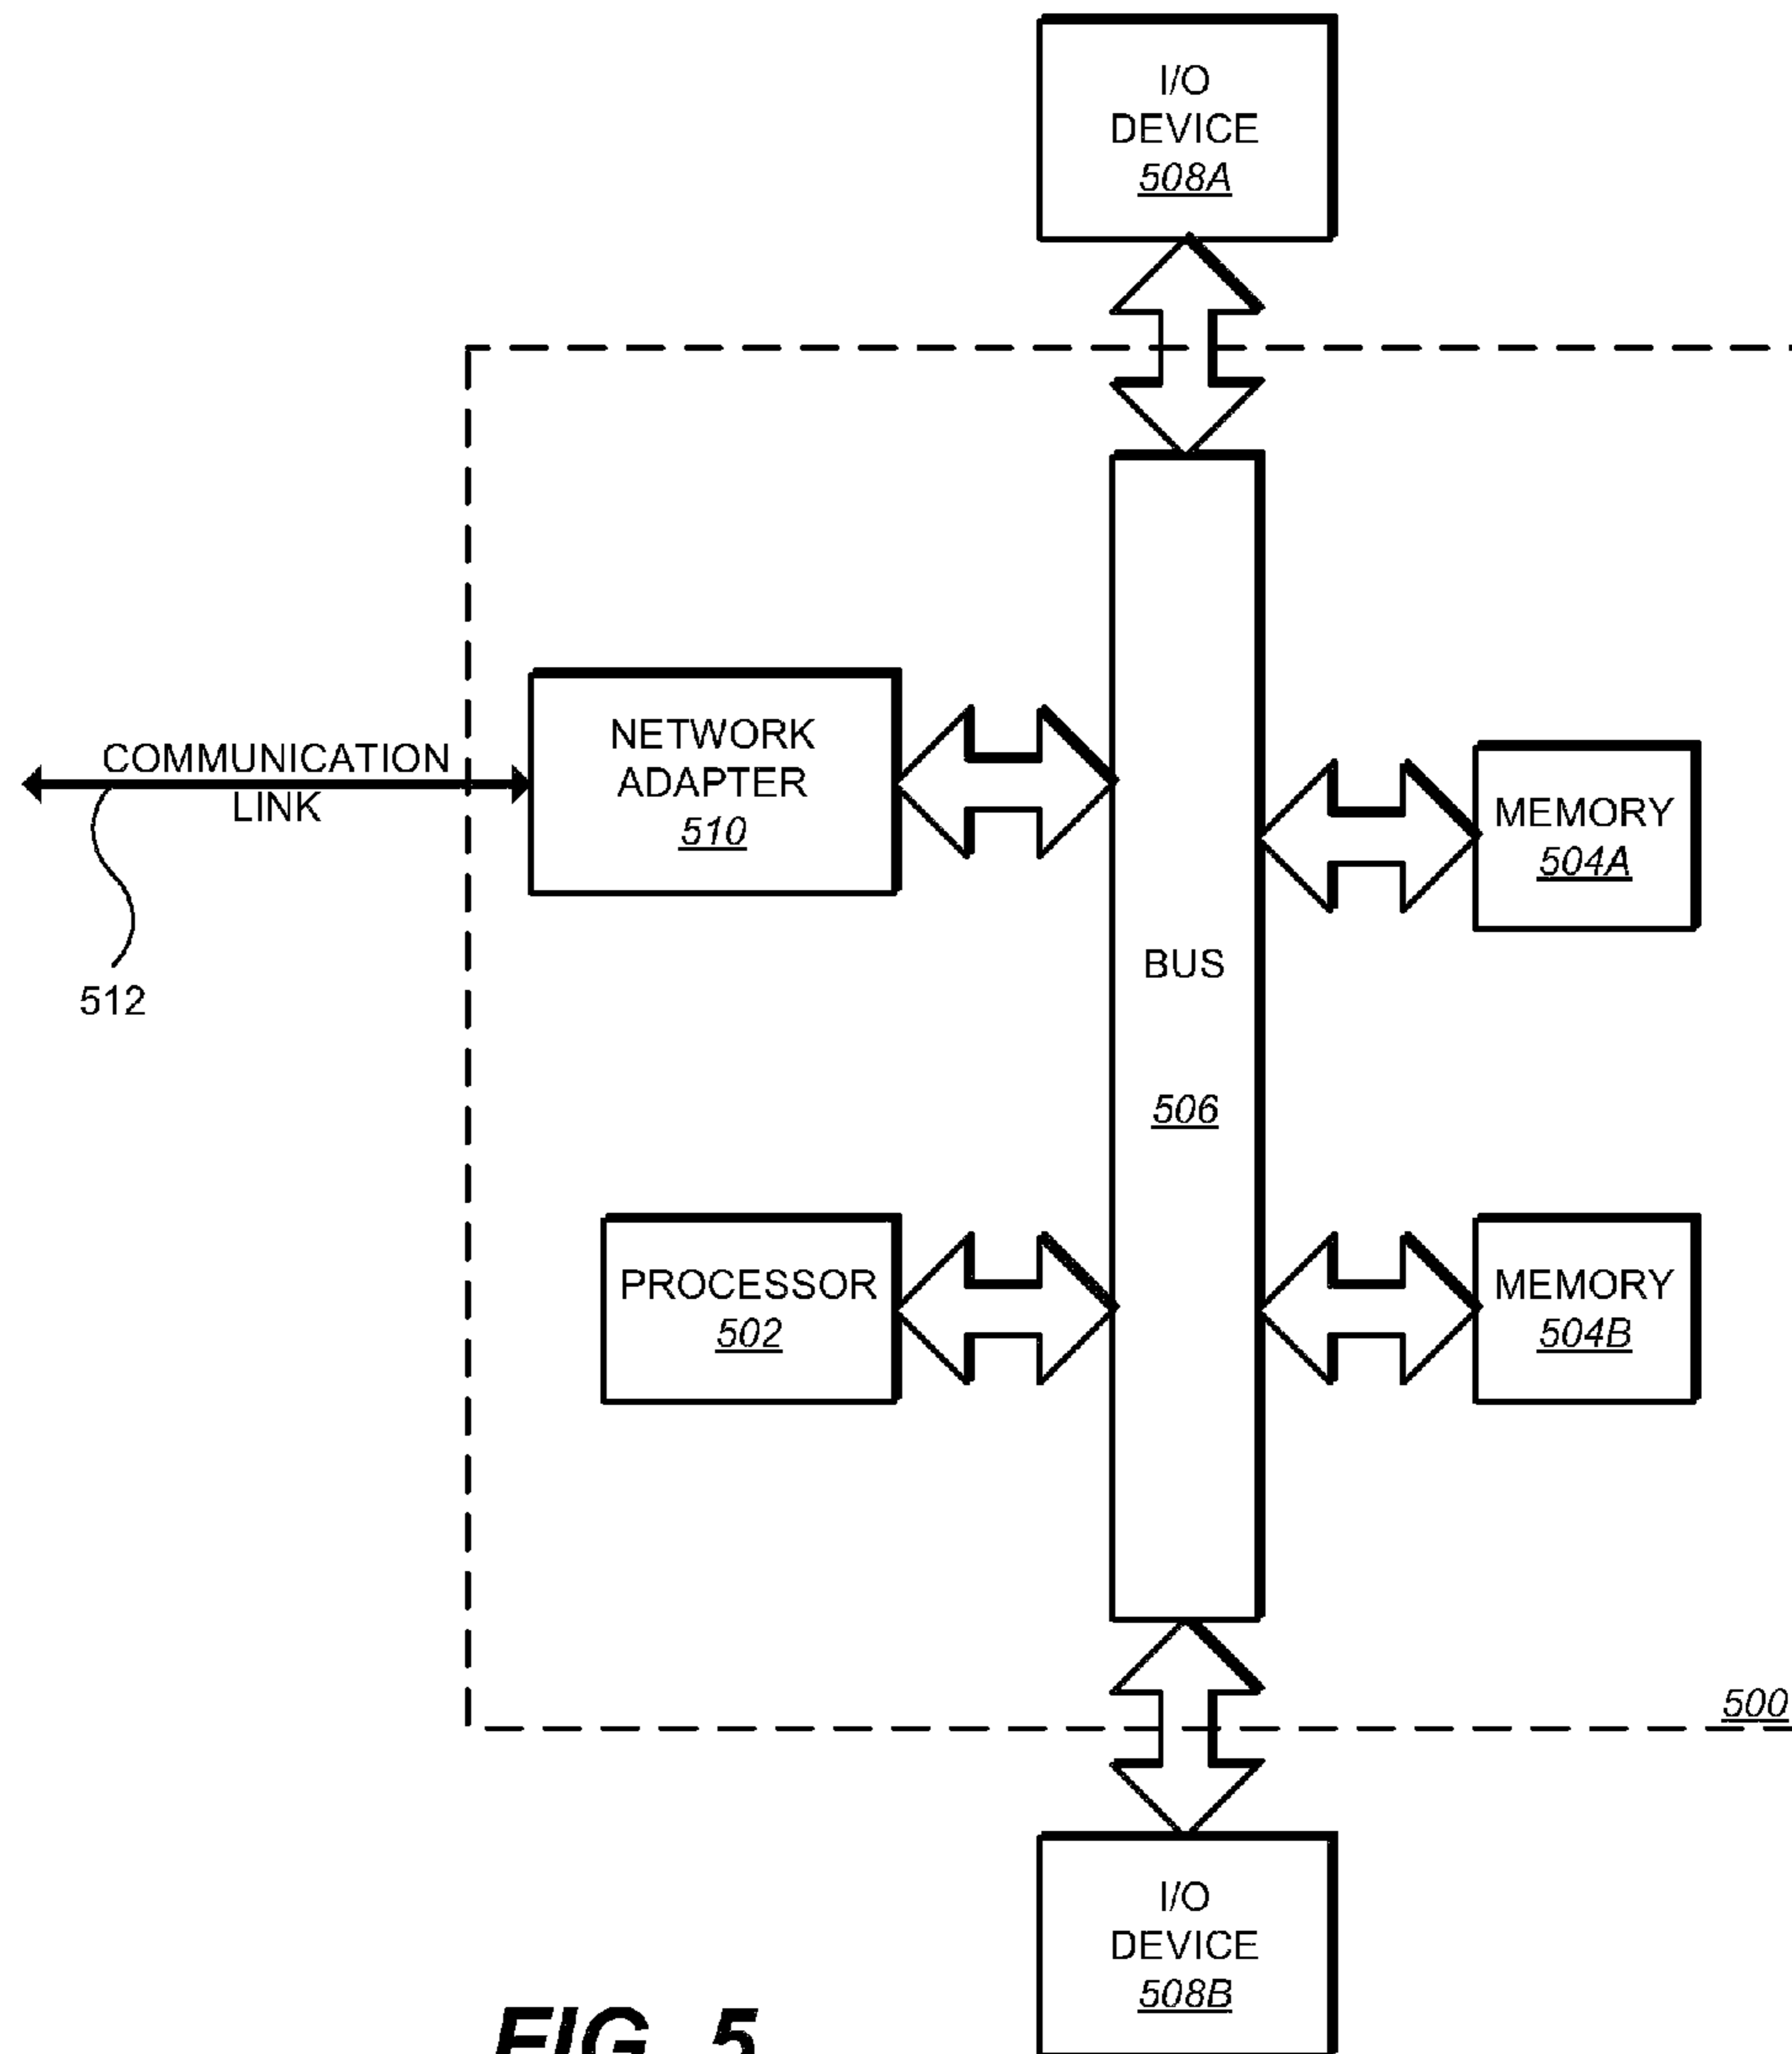 I/O
DEVICE
508A
NETWORK
ADAPTER
510
COMMUNICATION
LINK
512
MEMORY
504A
BUS
506
PROCESSOR
502
MEMORY
504B
500
I/O
DEVICE
508B
FIG. 5